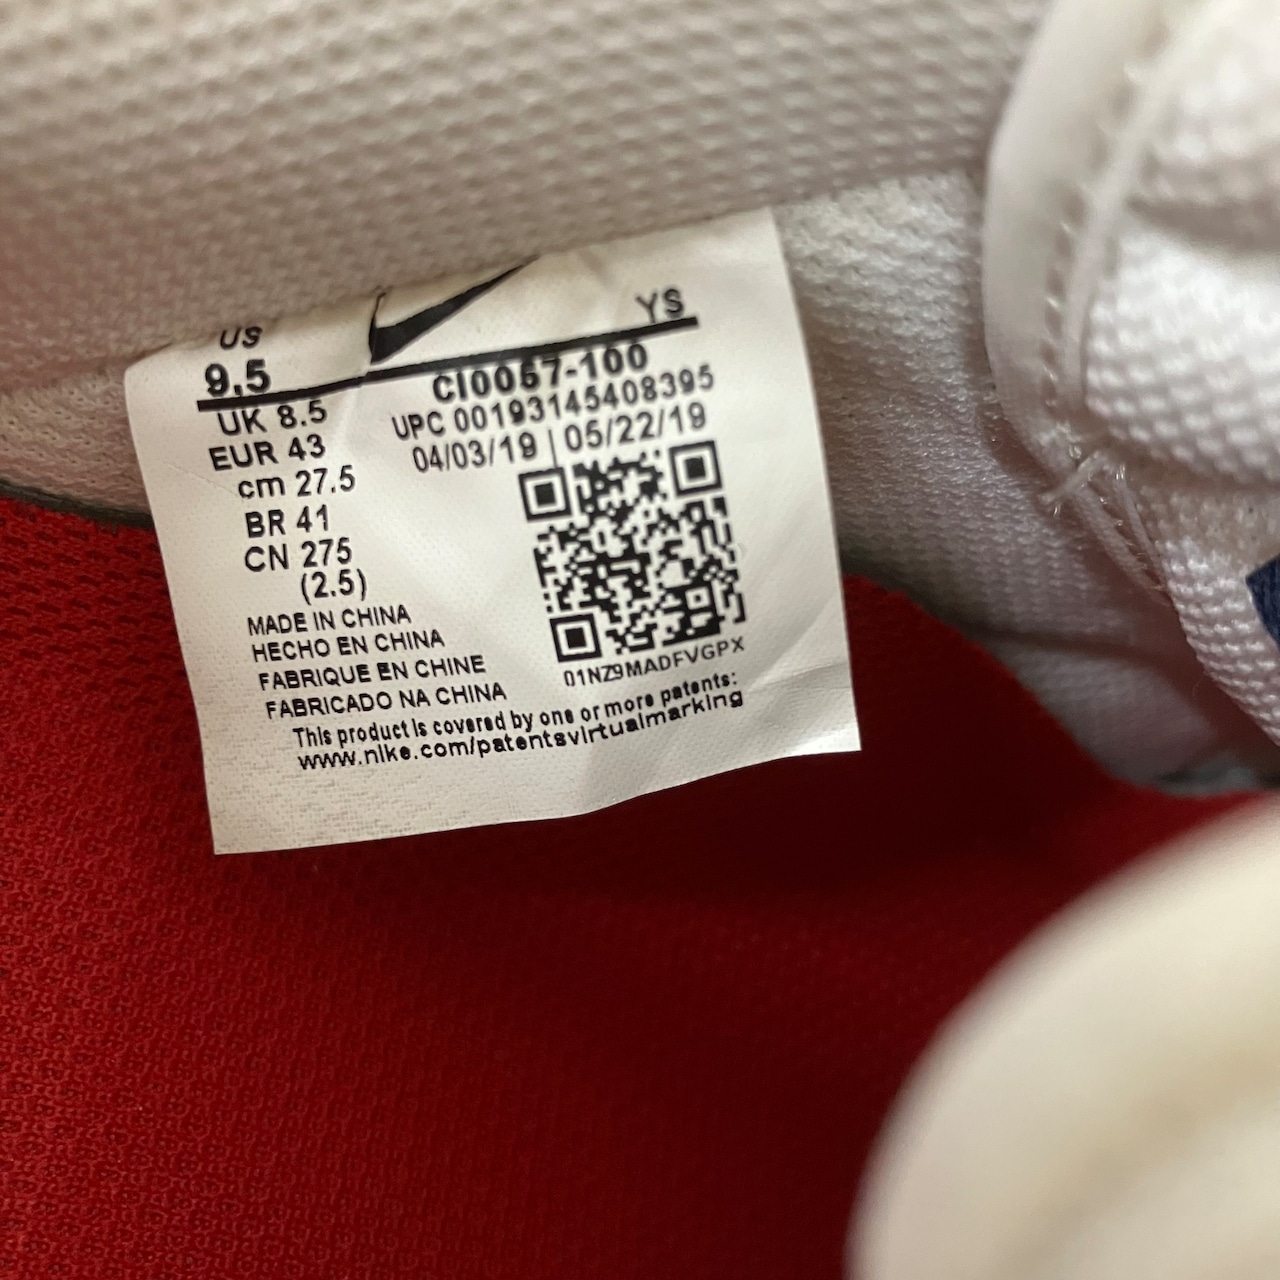 US
9.5
UK 8.5
EUR 43
cm 27.5
BR 41
CN 275
(2.5)
YS
CI0057-100
UPC 00193145408395
04/03/19 | 05/22/19
01NZ9MADFVGPX
MADE IN CHINA
HECHO EN CHINA
FABRIQUE EN CHINE
FABRICADO NA CHINA
This product is covered by one or more patents:
www.nike.com/patentsvirtualmarking